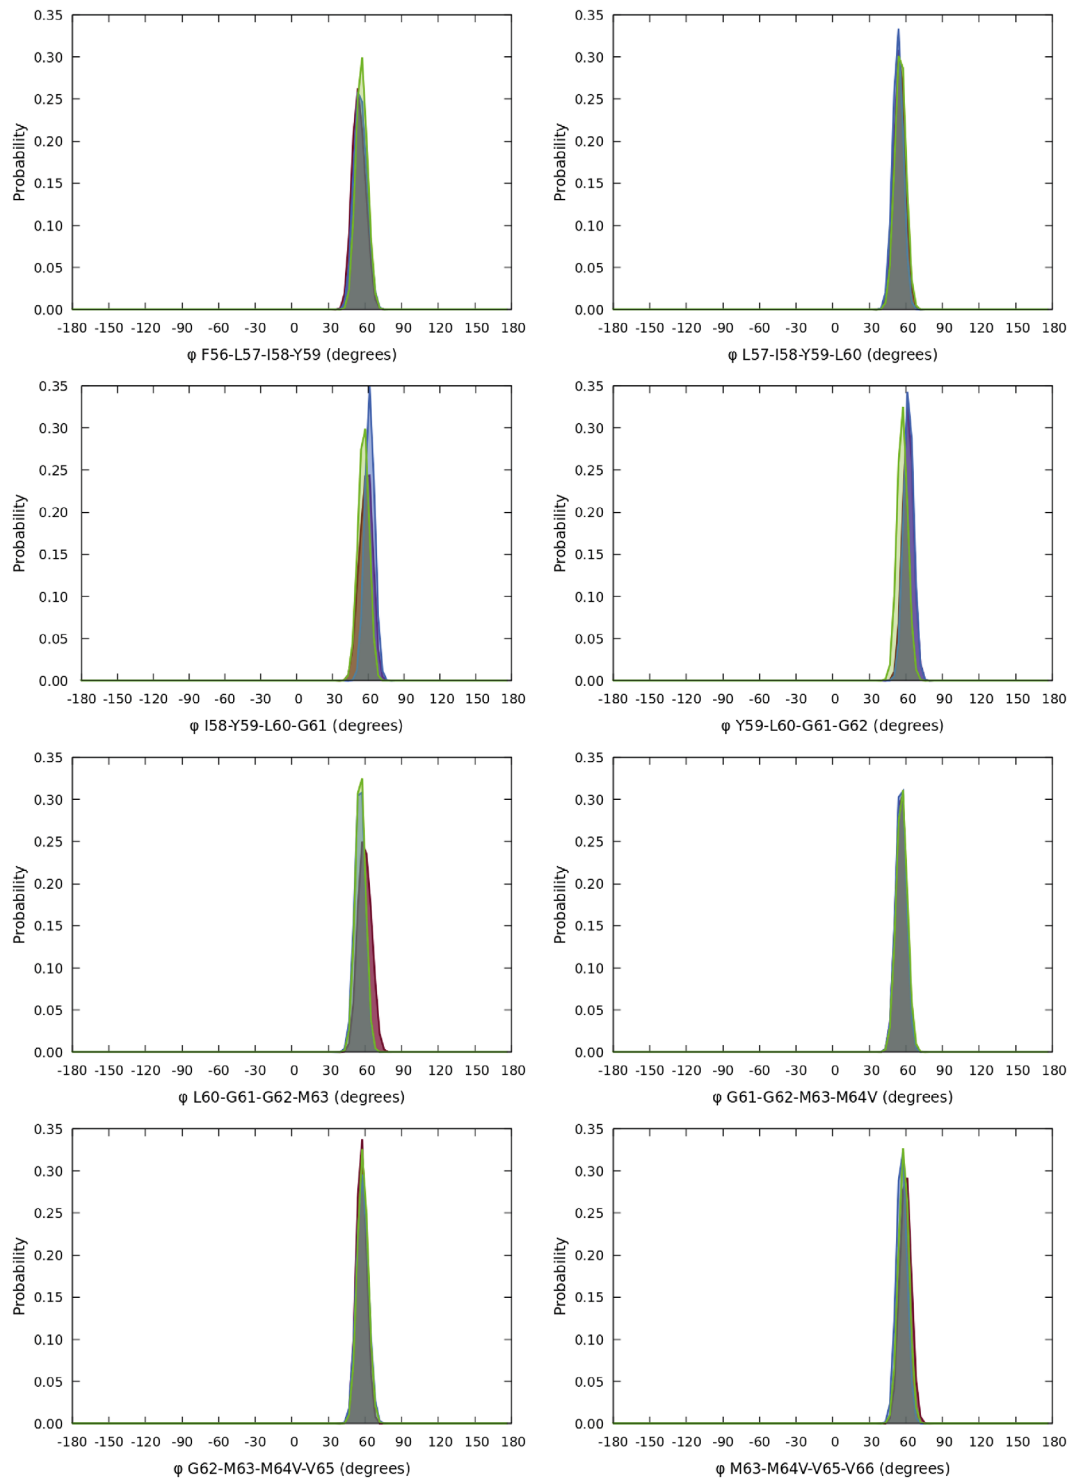 0.35 0.35
0.30 0.30
0.25 0.25
0.20 0.20
0.15 0.15
0.10 0.10
0.05 0.05
0.00 0.00
Probability Probability
-180 -150 -120 -90 -60 -30 0 30 60 90 120 150 180 -180 -150 -120 -90 -60 -30 0 30 60 90 120 150 180
φ F56-L57-I58-Y59 (degrees) φ L57-I58-Y59-L60 (degrees)
0.35 0.35
0.30 0.30
0.25 0.25
0.20 0.20
0.15 0.15
0.10 0.10
0.05 0.05
0.00 0.00
Probability Probability
-180 -150 -120 -90 -60 -30 0 30 60 90 120 150 180 -180 -150 -120 -90 -60 -30 0 30 60 90 120 150 180
φ I58-Y59-L60-G61 (degrees) φ Y59-L60-G61-G62 (degrees)
0.35 0.35
0.30 0.30
0.25 0.25
0.20 0.20
0.15 0.15
0.10 0.10
0.05 0.05
0.00 0.00
Probability Probability
-180 -150 -120 -90 -60 -30 0 30 60 90 120 150 180 -180 -150 -120 -90 -60 -30 0 30 60 90 120 150 180
φ L60-G61-G62-M63 (degrees) φ G61-G62-M63-M64V (degrees)
0.35 0.35
0.30 0.30
0.25 0.25
0.20 0.20
0.15 0.15
0.10 0.10
0.05 0.05
0.00 0.00
Probability Probability
-180 -150 -120 -90 -60 -30 0 30 60 90 120 150 180 -180 -150 -120 -90 -60 -30 0 30 60 90 120 150 180
φ G62-M63-M64V-V65 (degrees) φ M63-M64V-V65-V66 (degrees)